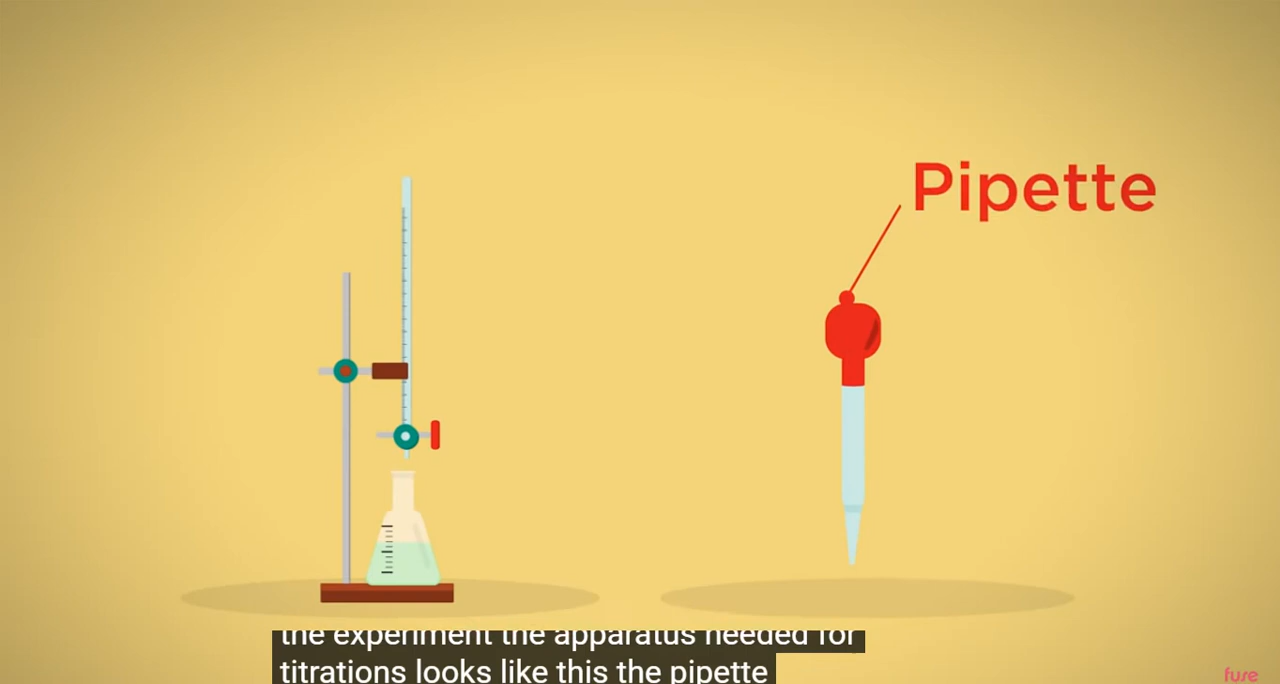 Pipette
the experiment the apparatus needed for
titrations looks like this the pipette
fuse